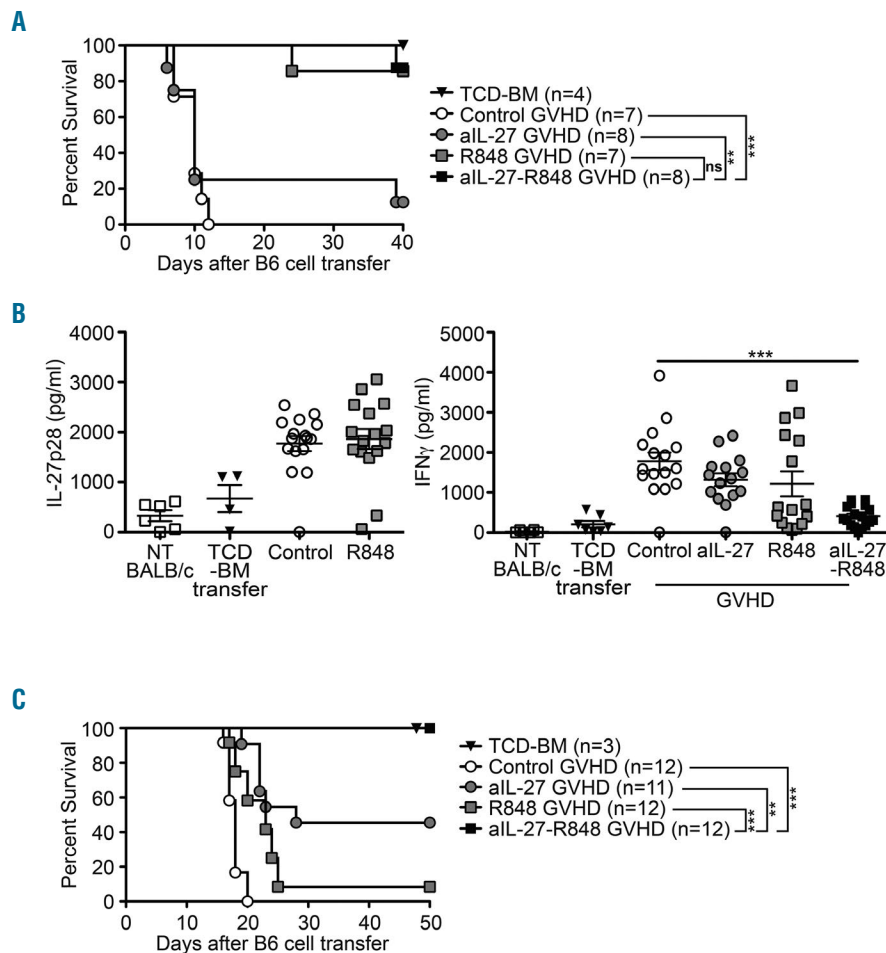 A
Percent Survival
100
80
60
40
20
0
0 10 20 30 40
Days after B6 cell transfer
TCD-BM (n=4)
Control GVHD (n=7)
aIL-27 GVHD (n=8)
R848 GVHD (n=7)
aIL-27-R848 GVHD (n=8)
ns
**
***
B
IL-27p28 (pg/ml)
4000
3000
2000
1000
0
NT
BALB/c
TCD
-BM
transfer
Control
R848
IFNγ (pg/ml)
5000
4000
3000
2000
1000
0
***
NT
BALB/c
TCD
-BM
transfer
Control
aIL-27
R848
aIL-27
-R848
GVHD
C
Percent Survival
100
80
60
40
20
0
0 10 20 30 40 50
Days after B6 cell transfer
TCD-BM (n=3)
Control GVHD (n=12)
aIL-27 GVHD (n=11)
R848 GVHD (n=12)
aIL-27-R848 GVHD (n=12)
***
**
***